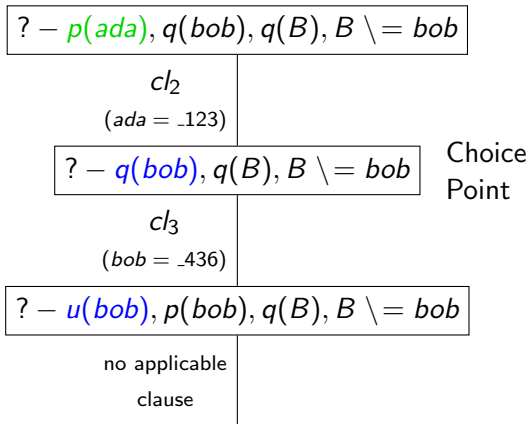 ? − p(ada), q(bob), q(B), B \ = bob
cl₂
(ada = _123)
? − q(bob), q(B), B \ = bob
Choice
Point
cl₃
(bob = _436)
? − u(bob), p(bob), q(B), B \ = bob
no applicable
clause